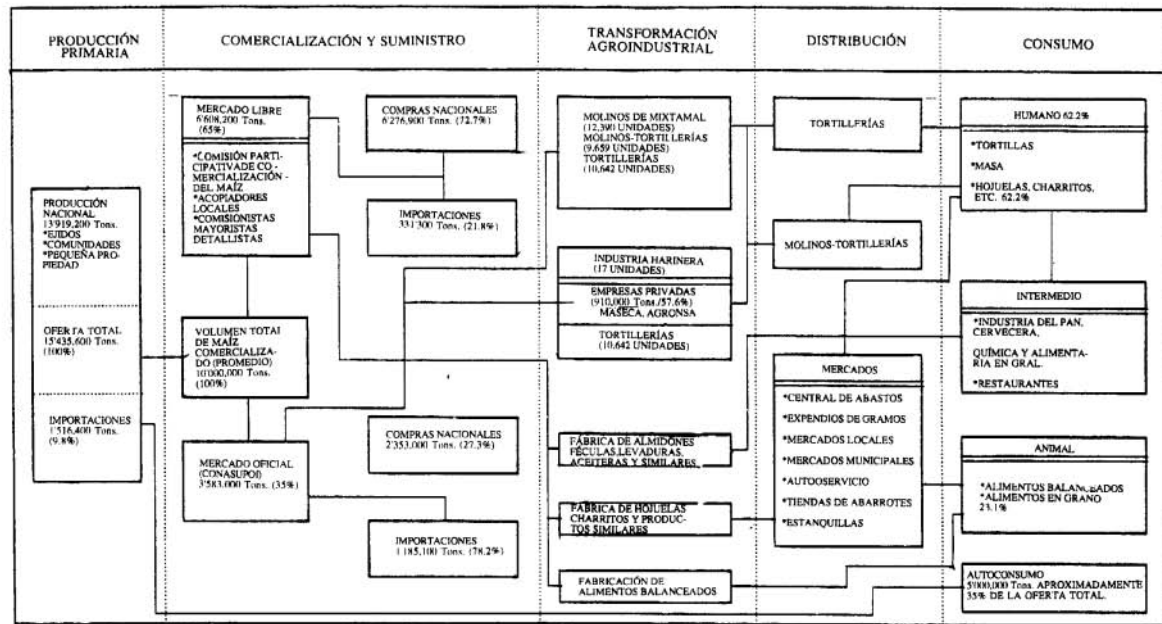 PRODUCCIÓN
PRIMARIA
COMERCIALIZACIÓN Y SUMINISTRO
TRANSFORMACIÓN
AGROINDUSTRIAL
DISTRIBUCIÓN
CONSUMO
PRODUCCIÓN
NACIONAL
13'919,200 Tons.
*EJIDOS
*COMUNIDADES
*PEQUEÑA PRO-
PIEDAD
OFERTA TOTAL
15'435,600 Tons.
(100%)
IMPORTACIONES
1'516,400 Tons.
(9.8%)
MERCADO LIBRE
6'608,200 Tons.
(65%)
*COMISIÓN PARTI-
CIPATIVADE CO-
MERCIALIZACIÓN -
DEL MAÍZ
*ACOPIADORES
LOCALES
*COMISIONISTAS
MAYORISTAS
DETALLISTAS
VOLUMEN TOTAL
DE MAÍZ
COMERCIALIZA-
DO (PROMEDIO)
10'000,000 Tons.
(100%)
MERCADO OFICIAL
(CONASUPOI)
3'583,000 Tons. (35%)
COMPRAS NACIONALES
6'276,900 Tons. (72.7%)
IMPORTACIONES
331'300 Tons. (21.8%)
COMPRAS NACIONALES
2'353,000 Tons. (27.3%)
IMPORTACIONES
1'185,100 Tons. (78.2%)
MOLINOS DE MIXTAMAL
(12,390 UNIDADES)
MOLINOS-TORTILLERÍAS
(9.659 UNIDADES)
TORTILLERÍAS
(10,642 UNIDADES)
INDUSTRIA HARINERA
(17 UNIDADES)
EMPRESAS PRIVADAS
(910,000 Tons./57.6%)
MASECA, AGRONSA
TORTILLERÍAS
(10,642 UNIDADES)
FÁBRICA DE ALMIDONES
FÉCULAS,LEVADURAS,
ACEITERAS Y SIMILARES
FÁBRICA DE HOJUELAS
CHARRITOS Y PRODUC-
TOS SIMILARES
FABRICACIÓN DE
ALIMENTOS BALANCEADOS
TORTILLERÍAS
MOLINOS-TORTILLERÍAS
MERCADOS
*CENTRAL DE ABASTOS
*EXPENDIOS DE GRAMOS
*MERCADOS LOCALES
*MERCADOS MUNICIPALES
*AUTOOSERVICIO
*TIENDAS DE ABARROTES
*ESTANQUILLAS
HUMANO 62.2%
*TORTILLAS
*MASA
*HOJUELAS, CHARRITOS,
ETC. 62.2%
INTERMEDIO
*INDUSTRIA DEL PAN,
CERVECERA,
QUÍMICA Y ALIMENTA-
RIA EN GRAL.
*RESTAURANTES
ANIMAL
*ALIMENTOS BALANCEADOS
*ALIMENTOS EN GRANO
23.1%
AUTOCONSUMO
5'000,000 Tons. APROXIMADAMENTE
35% DE LA OFERTA TOTAL.